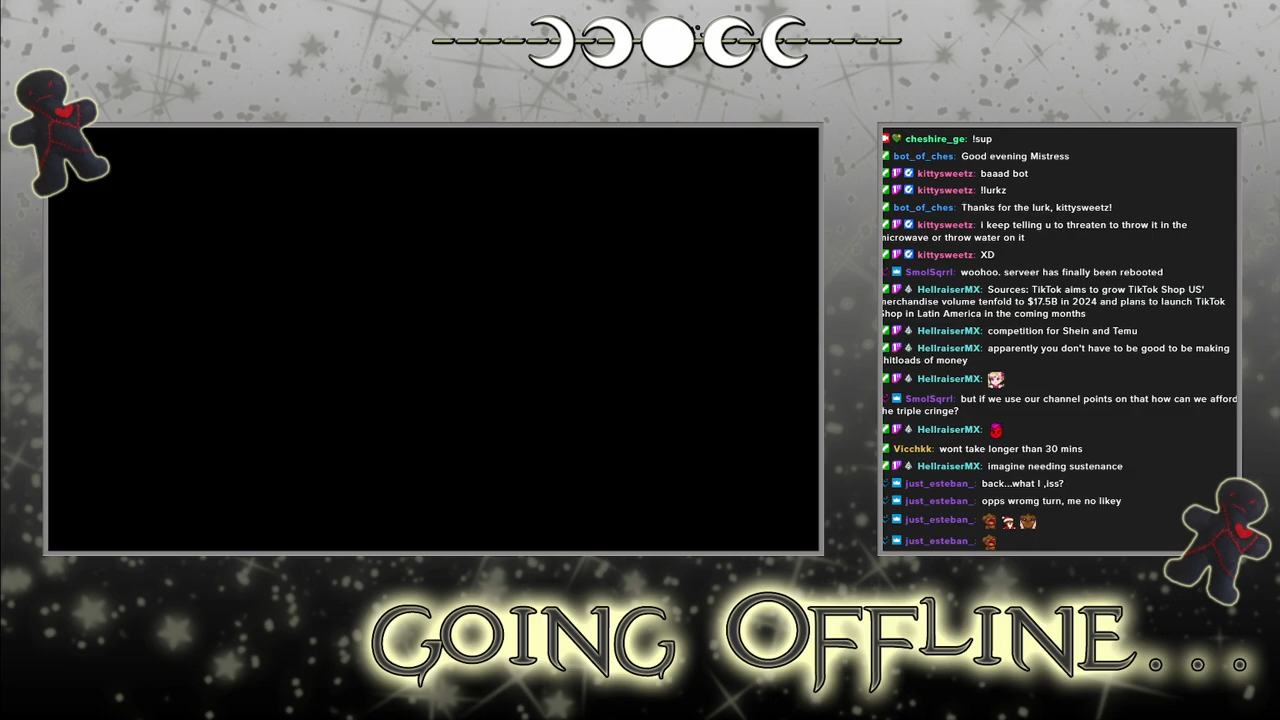 cheshire_ge: !sup
bot_of_ches: Good evening Mistress
kittysweetz: baaad bot
kittysweetz: !lurkz
bot_of_ches: Thanks for the lurk, kittysweetz!
kittysweetz: i keep telling u to threaten to throw it in the
nicrowave or throw water on it
kittysweetz: XD
SmolSqrrl: woohoo. serveer has finally been rebooted
HellraiserMX: Sources: TikTok aims to grow TikTok Shop US'
merchandise volume tenfold to $17.5B in 2024 and plans to launch TikTok
Shop in Latin America in the coming months
HellraiserMX: competition for Shein and Temu
HellraiserMX: apparently you don't have to be good to be making
hitloads of money
HellraiserMX:
SmolSqrrl: but if we use our channel points on that how can we afford
he triple cringe?
HellraiserMX:
Vicchkk: wont take longer than 30 mins
HellraiserMX: imagine needing sustenance
just_esteban_: back...what I ,iss?
just_esteban_: opps wromg turn, me no likey
just_esteban_:
just_esteban_:
GOING OFFLINE...